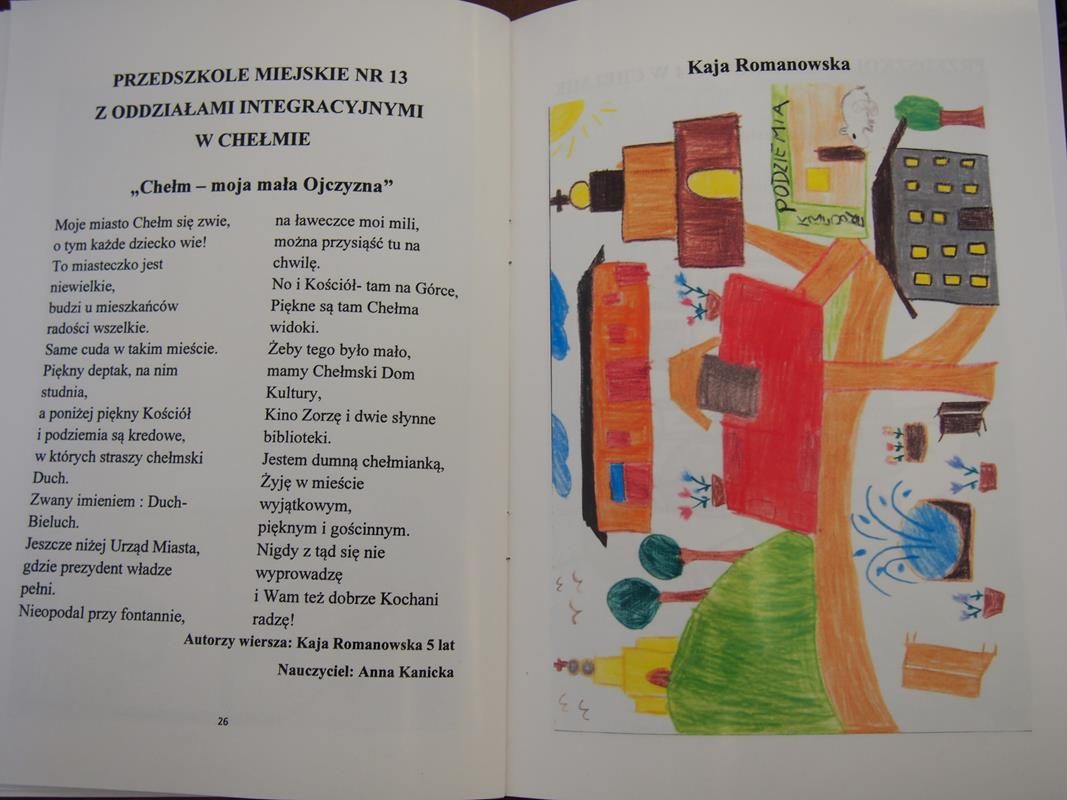 PRZEDSZKOLE MIEJSKIE NR 13
Z ODDZIAŁAMI INTEGRACYJNYMI
W CHEŁMIE
„Chełm – moja mała Ojczyzna”
Moje miasto Chełm się zwie,
o tym każde dziecko wie!
To miasteczko jest
niewielkie,
budzi u mieszkańców
radości wszelkie.
Same cuda w takim mieście.
Piękny deptak, na nim
studnia,
a poniżej piękny Kościół
i podziemia są kredowe,
w których straszy chełmski
Duch.
Zwany imieniem : Duch-
Bieluch.
Jeszcze niżej Urząd Miasta,
gdzie prezydent władze
pełni.
Nieopodal przy fontannie,
na ławeczce moi mili,
można przysiąść tu na
chwilę.
No i Kościół- tam na Górce,
Piękne są tam Chełma
widoki.
Żeby tego było mało,
mamy Chełmski Dom
Kultury,
Kino Zorzę i dwie słynne
biblioteki.
Jestem dumną chełmianką,
Żyję w mieście
wyjątkowym,
pięknym i gościnnym.
Nigdy z tąd się nie
wyprowadzę
i Wam też dobrze Kochani
radzę!
Autorzy wiersza: Kaja Romanowska 5 lat
Nauczyciel: Anna Kanicka
26
Kaja Romanowska
PODZIEMIA